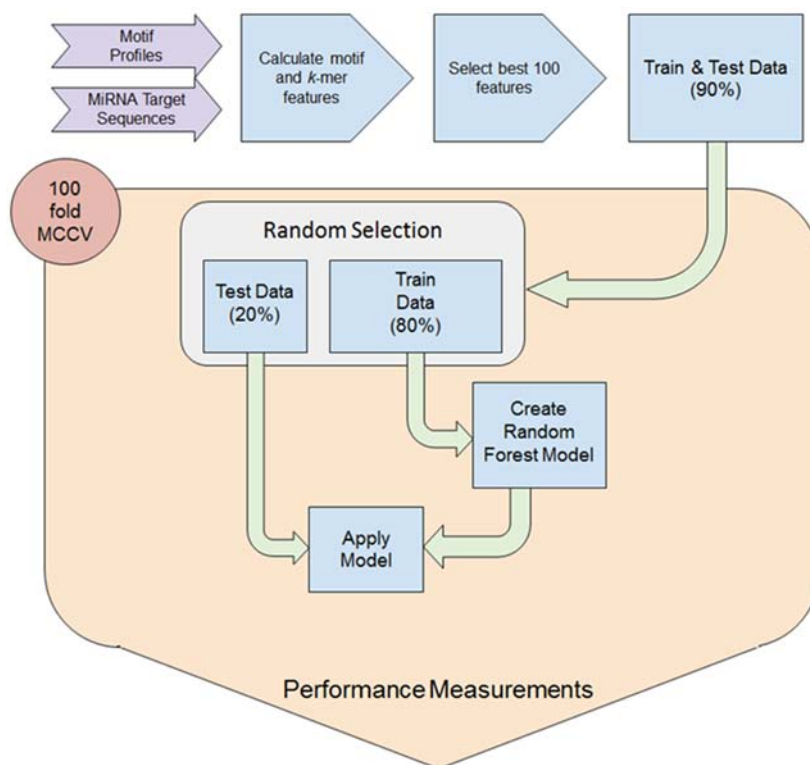 Motif
Profiles
MiRNA Target
Sequences
Calculate motif
and k-mer
features
Select best 100
features
Train & Test Data
(90%)
100
fold
MCCV
Random Selection
Test Data
(20%)
Train
Data
(80%)
Create
Random
Forest Model
Apply
Model
Performance Measurements